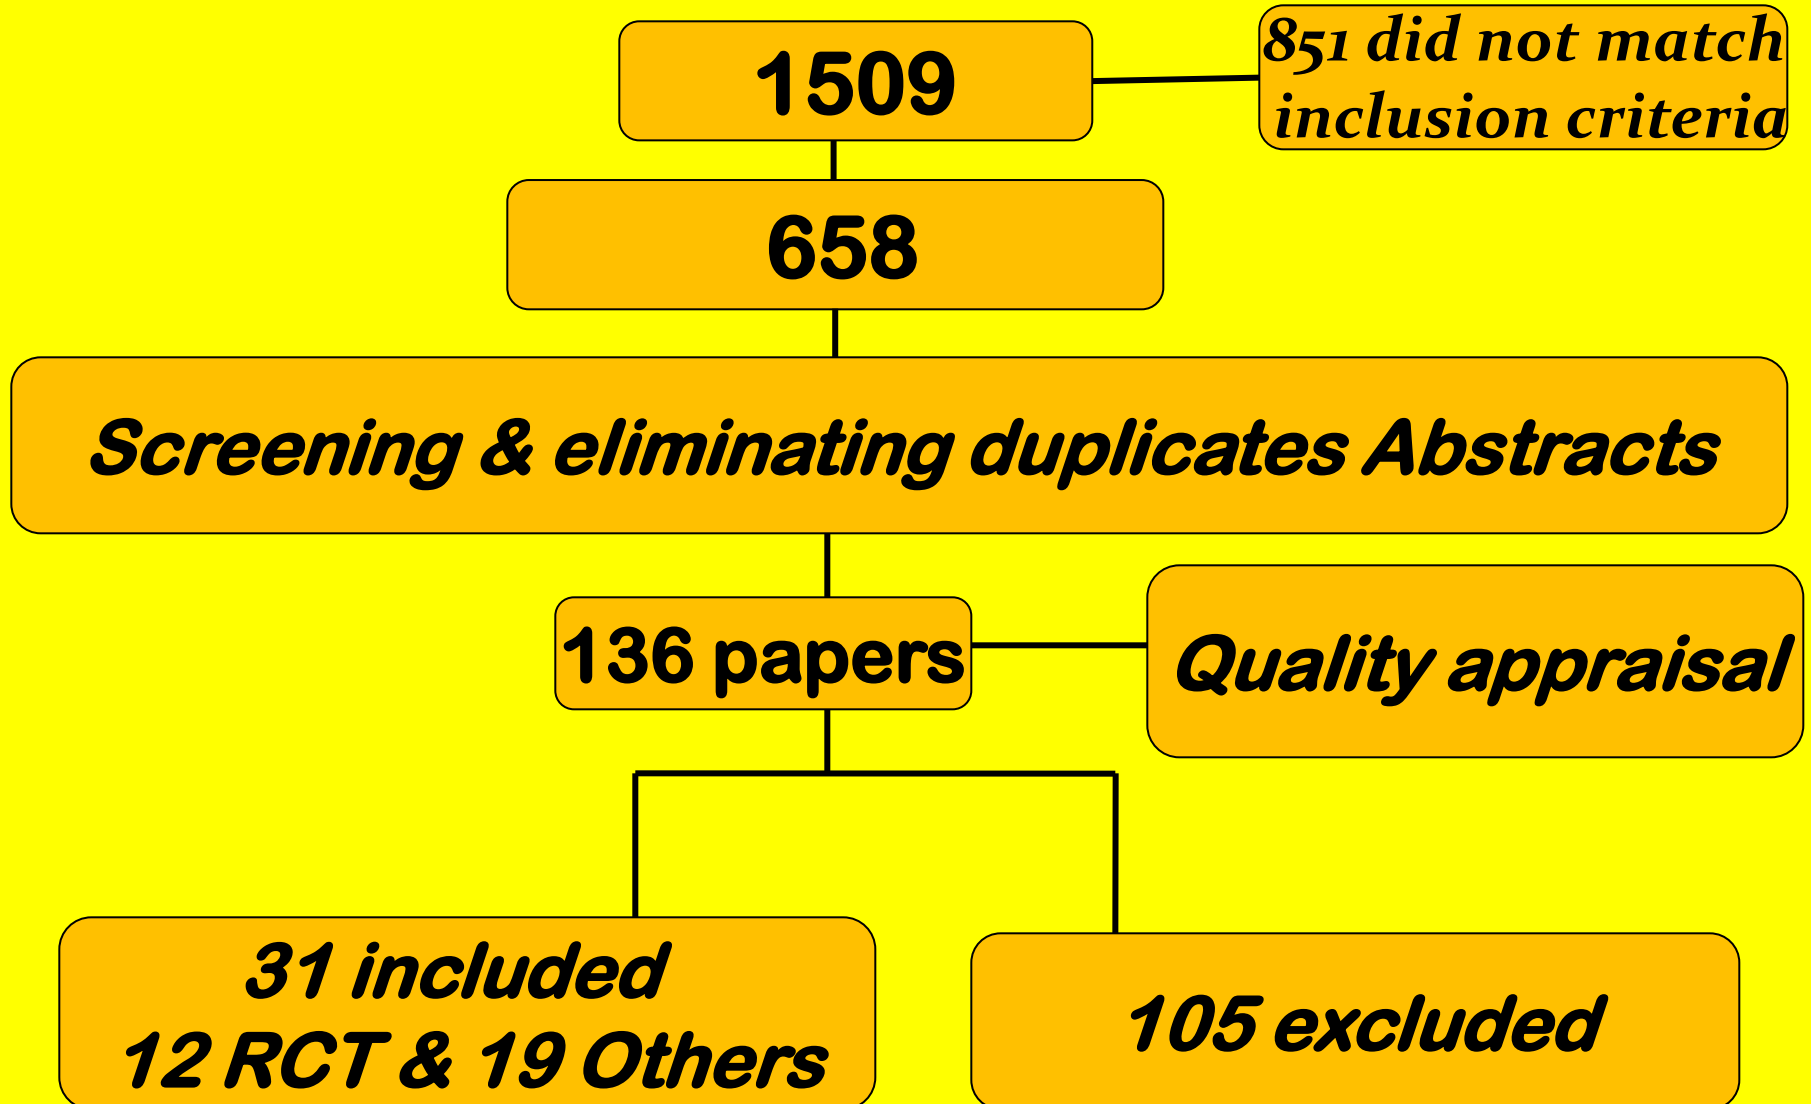 1509
851 did not match
inclusion criteria
658
Screening & eliminating duplicates Abstracts
136 papers
Quality appraisal
31 included
12 RCT & 19 Others
105 excluded